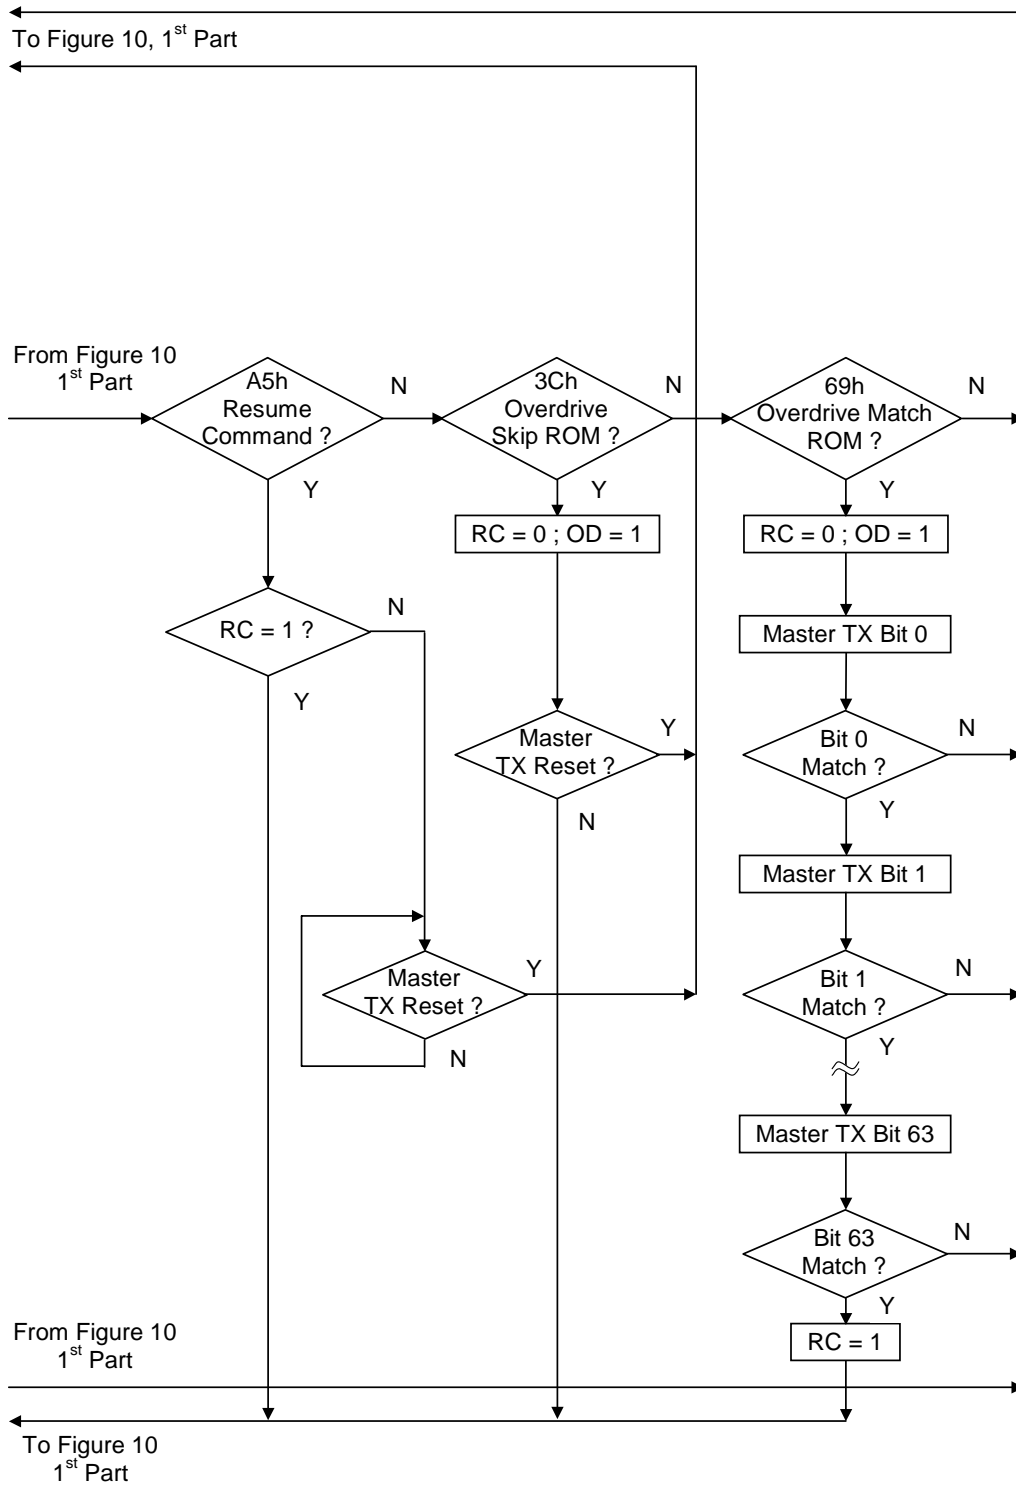 To Figure 10, 1st Part
From Figure 10
1st Part
A5h
Resume
Command ?
N
3Ch
Overdrive
Skip ROM ?
N
69h
Overdrive Match
ROM ?
N
Y
Y
Y
RC = 0 ; OD = 1
RC = 0 ; OD = 1
RC = 1 ?
N
Y
Master TX Bit 0
Master
TX Reset ?
Y
N
Bit 0
Match ?
N
Y
Master TX Bit 1
Master
TX Reset ?
Y
N
Bit 1
Match ?
N
Y
Master TX Bit 63
Bit 63
Match ?
N
Y
RC = 1
From Figure 10
1st Part
To Figure 10
1st Part